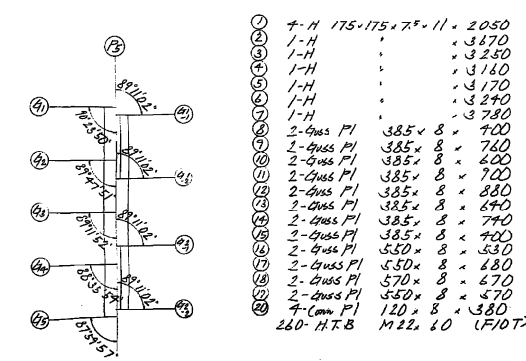 P5
89°11'02"
G1
90°23'50"
G2
89°11'02"
89°47'51"
G3
89°11'52"
89°11'02"
G4
88°35'54"
89°11'02"
G5
87°59'57"
① 4-H 175×175×7.5×11× 2050
② 1-H " × 3670
③ 1-H " × 3250
④ 1-H " × 3160
⑤ 1-H " × 3170
⑥ 1-H " × 3240
⑦ 1-H " × 3780
⑧ 2-Guss Pl 385 × 8 × 400
⑨ 2-Guss Pl 385 × 8 × 760
⑩ 2-Guss Pl 385 × 8 × 600
⑪ 2-Guss Pl 385 × 8 × 900
⑫ 2-Guss Pl 385 × 8 × 880
⑬ 2-Guss Pl 385 × 8 × 640
⑭ 2-Guss Pl 385 × 8 × 740
⑮ 2-Guss Pl 385 × 8 × 400
⑯ 2-Guss Pl 550 × 8 × 530
⑰ 2-Guss Pl 550 × 8 × 680
⑱ 2-Guss Pl 570 × 8 × 670
2-Guss Pl 550 × 8 × 570
⑳ 4-Conn Pl 120 × 8 × 380
260- H.T.B M22 × 60 (F10T)